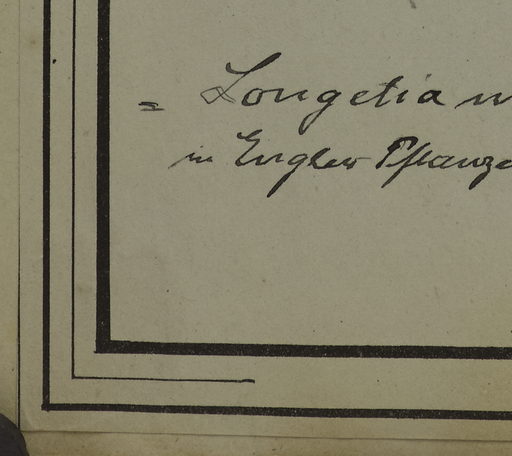 = Longetia
in Engler Pflanze